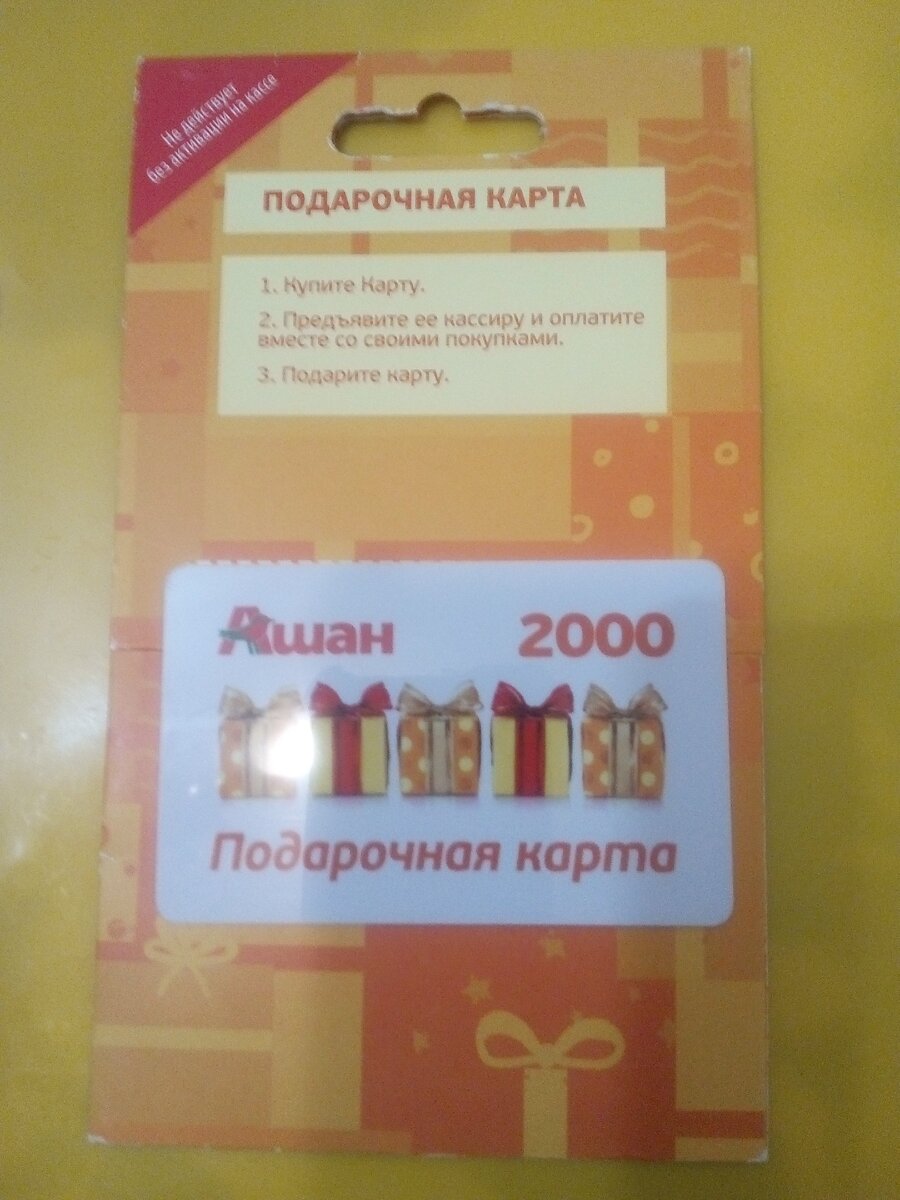 Не действует
без активации на кассе
ПОДАРОЧНАЯ КАРТА
1. Купите Карту.
2. Предъявите ее кассиру и оплатите
вместе со своими покупками.
3. Подарите карту.
Ашан 2000
Подарочная карта